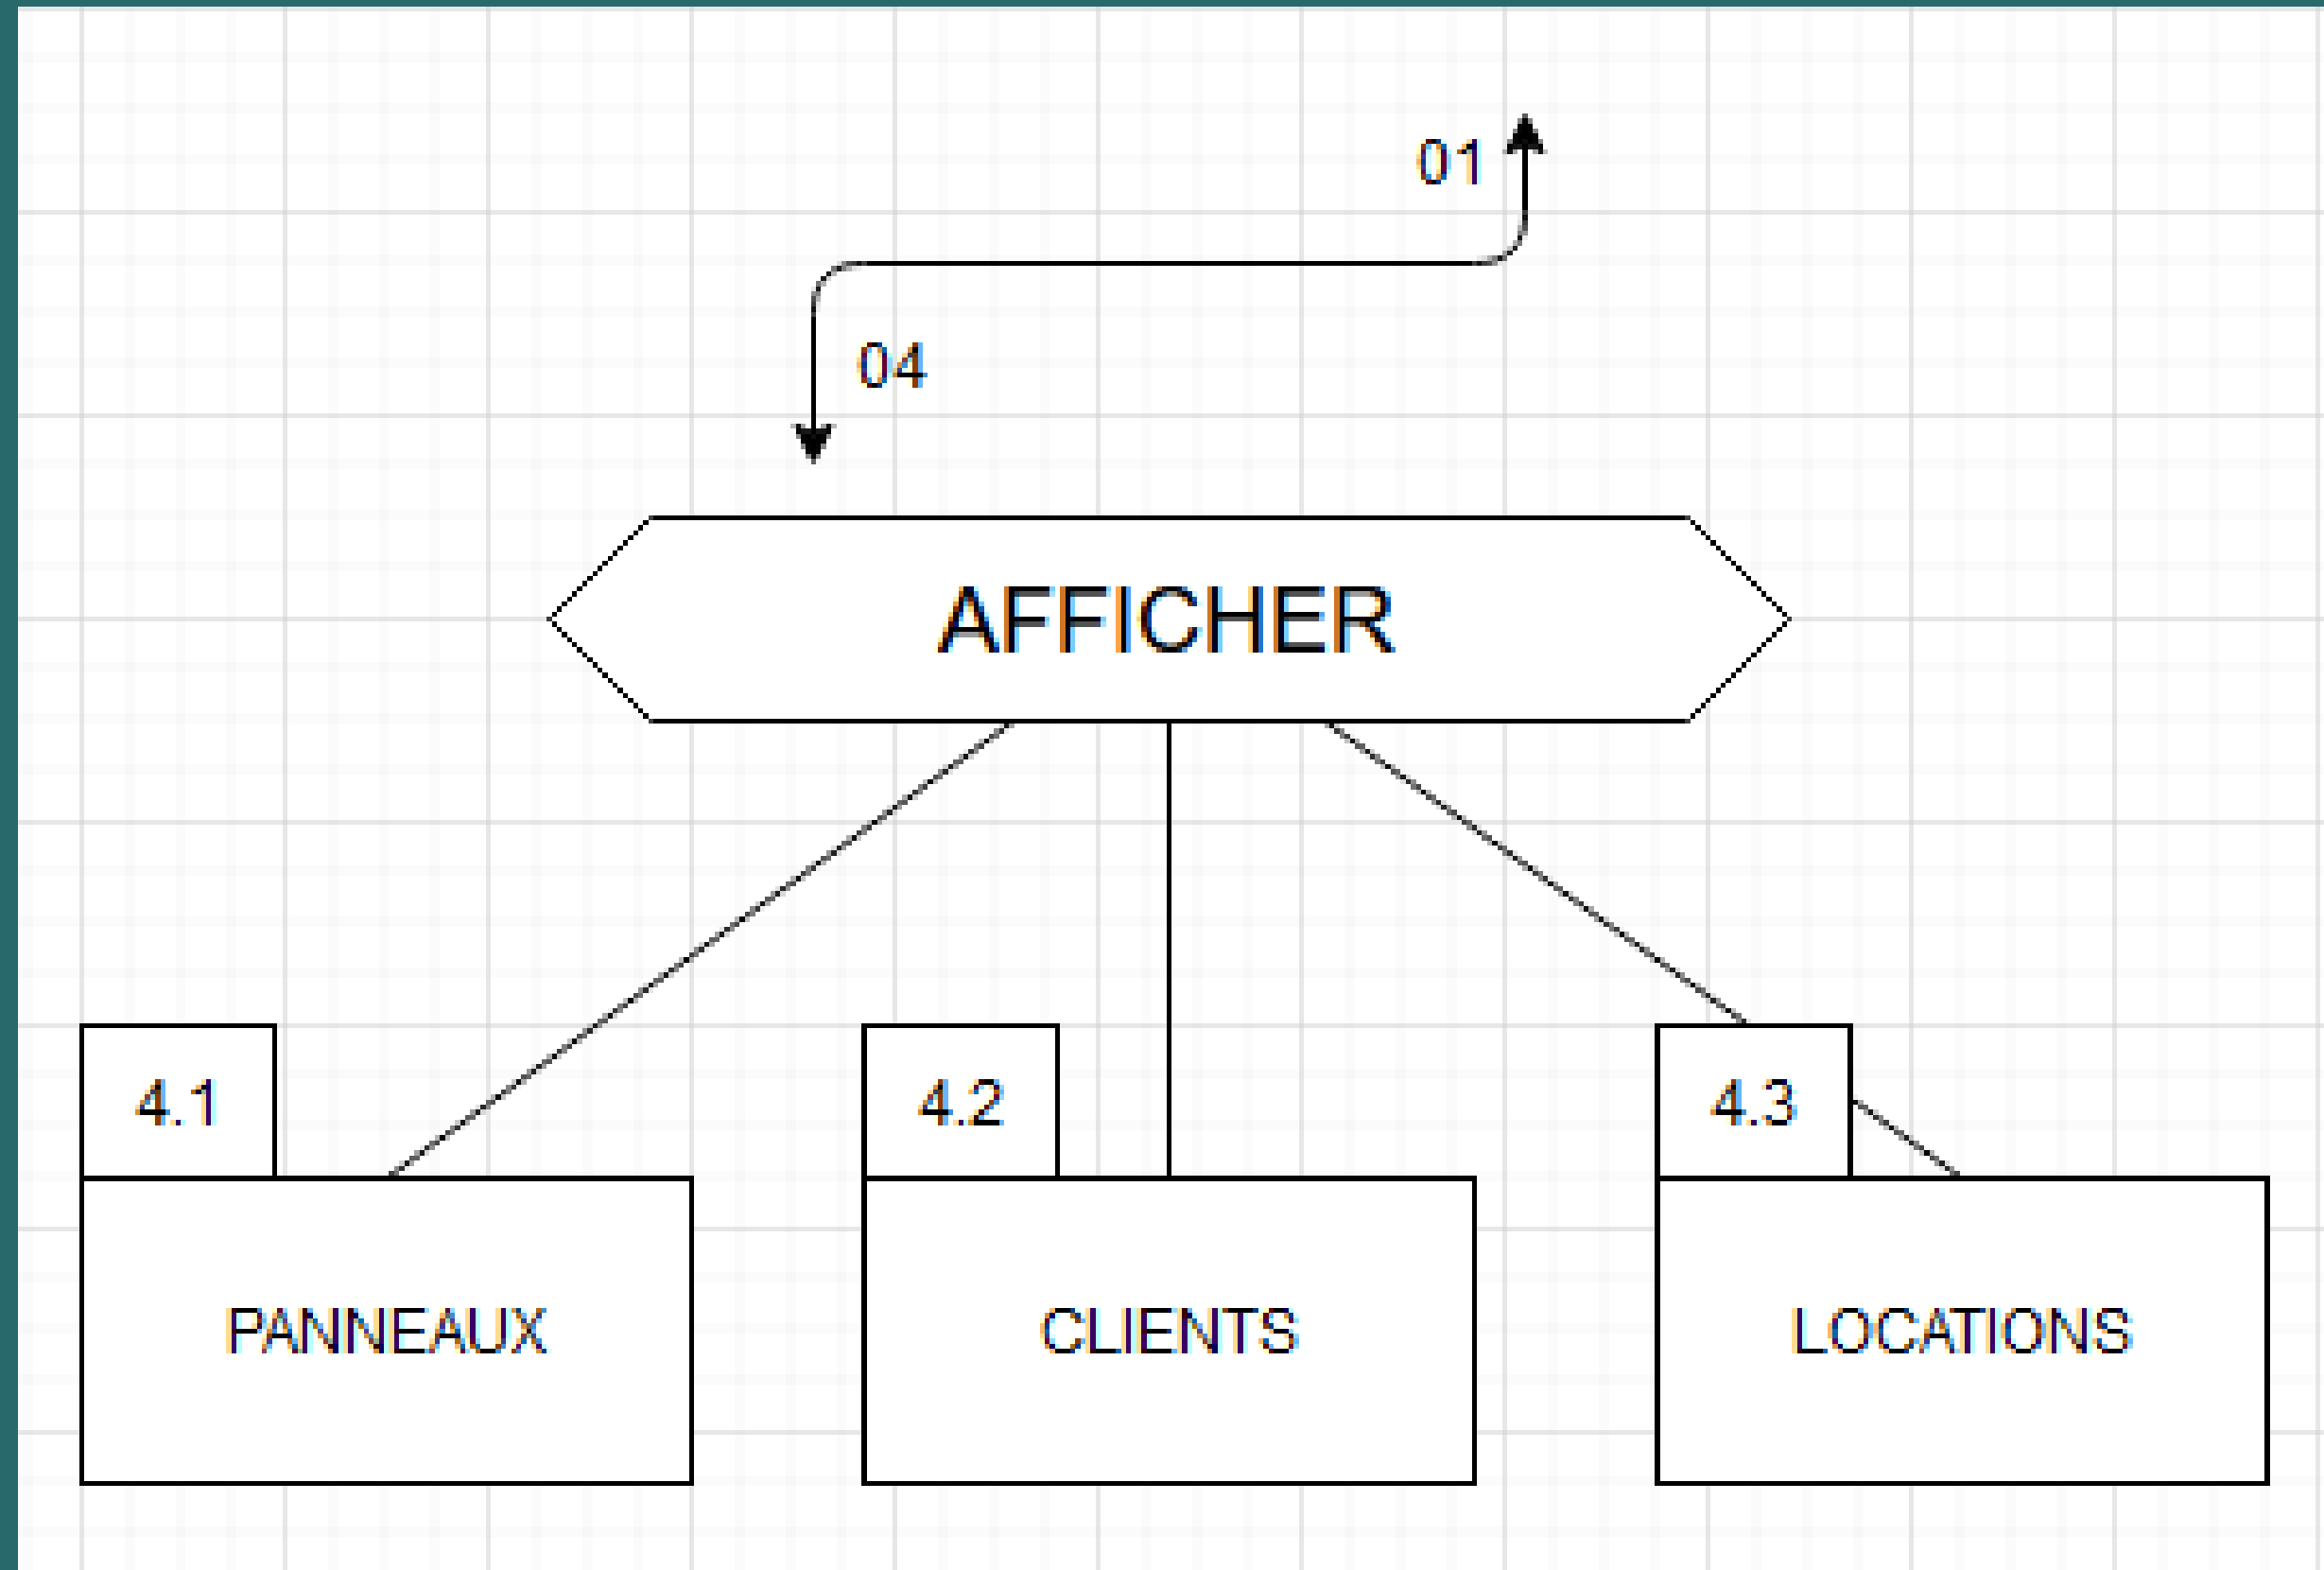 01
04
AFFICHER
4.1
4.2
4.3
PANNEAUX
CLIENTS
LOCATIONS